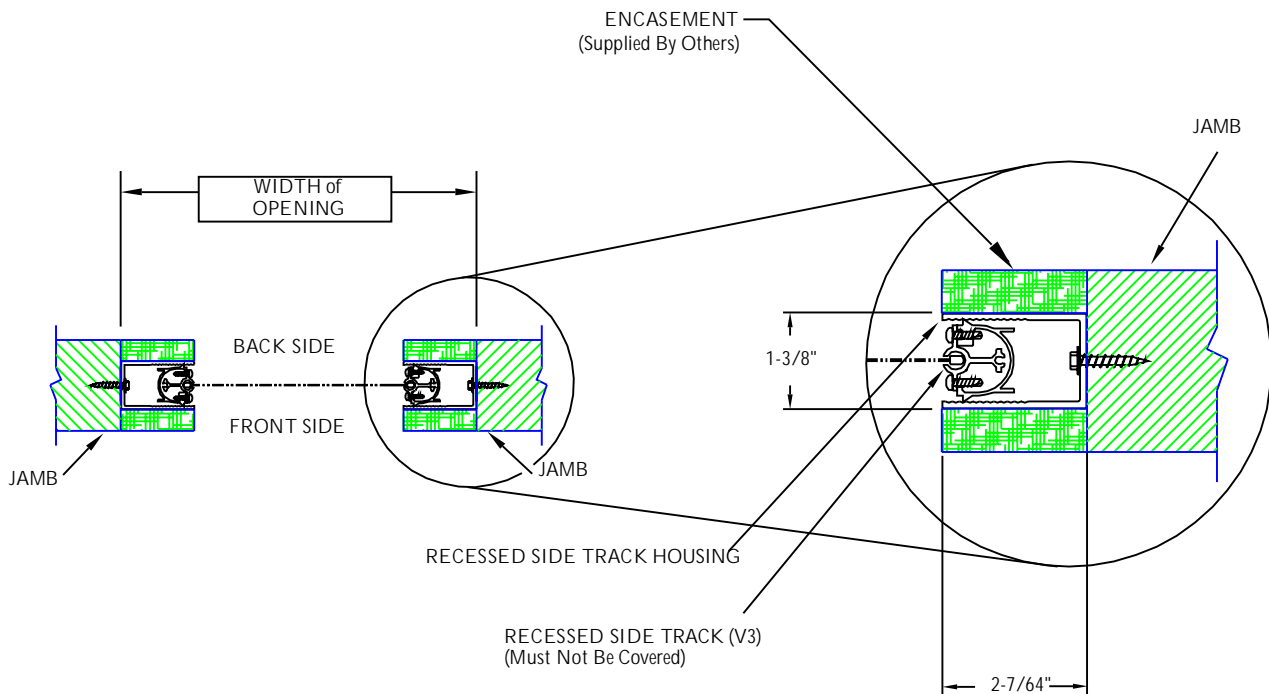 ENCASEMENT
(Supplied By Others)
JAMB
WIDTH of
OPENING
BACK SIDE
1-3/8"
FRONT SIDE
JAMB
JAMB
RECESSED SIDE TRACK HOUSING
RECESSED SIDE TRACK (V3)
(Must Not Be Covered)
2-7/64"